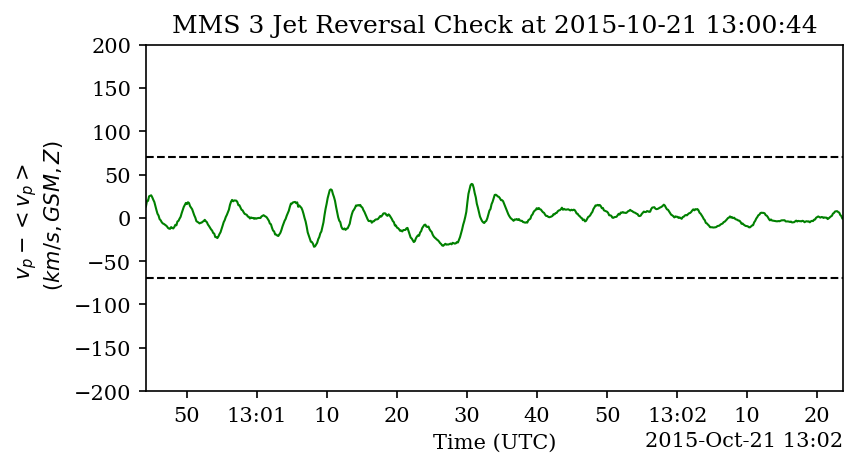 MMS 3 Jet Reversal Check at 2015-10-21 13:00:44
200
150
100
50
0
−50
−100
−150
−200
v_p − < v_p >
(km/s, GSM, Z)
50 13:01 10 20 30 40 50 13:02 10 20
Time (UTC)
2015-Oct-21 13:02